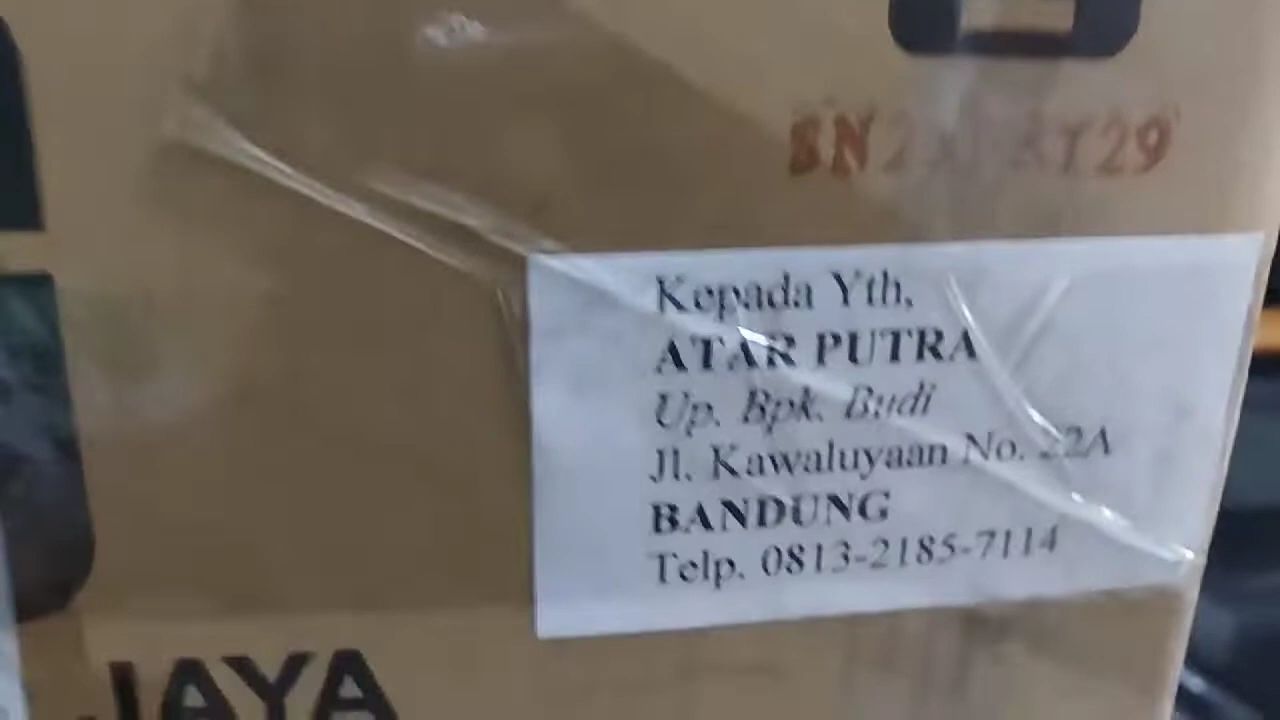 Kepada Yth,
ATAR PUTRA
Up. Bpk. Budi
Jl. Kawaluyaan No. 22A
BANDUNG
Telp. 0813-2185-7114
JAYA